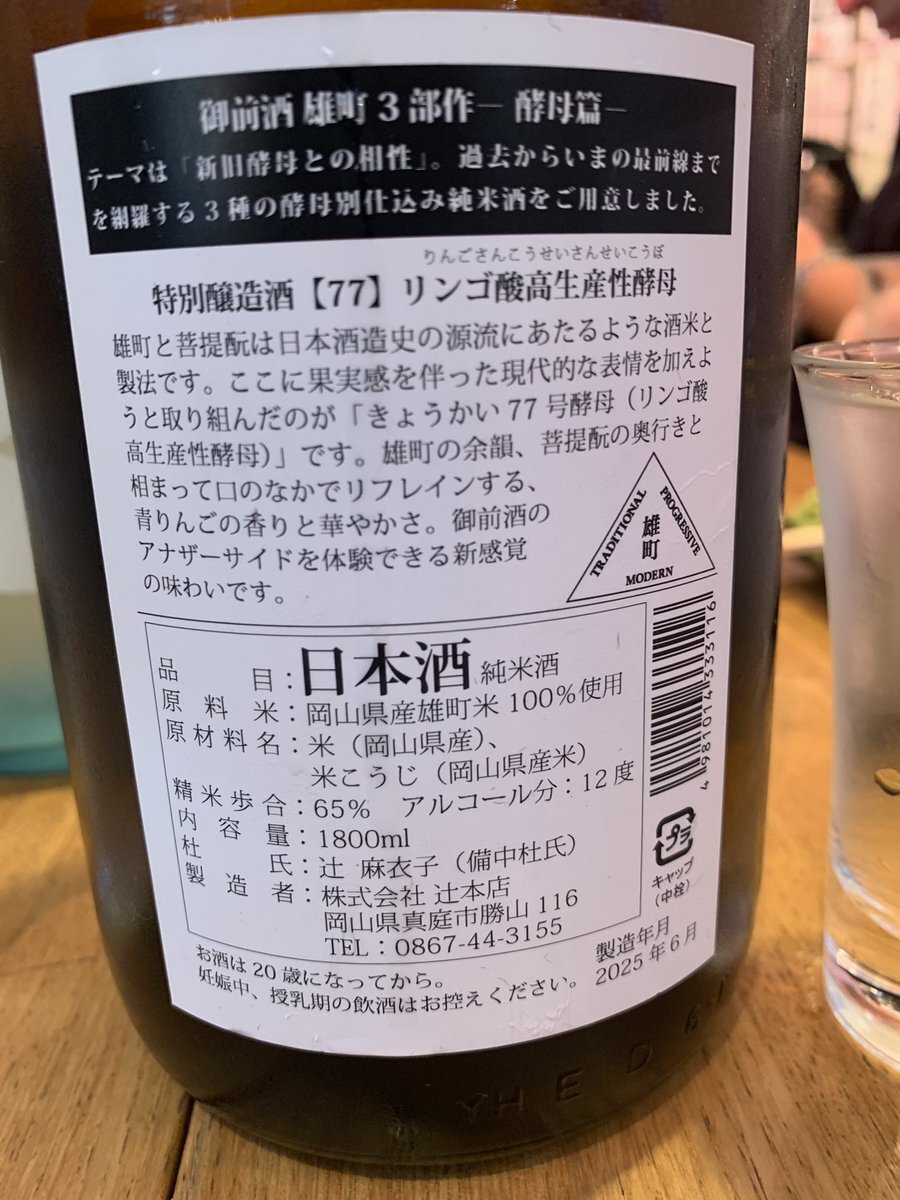 御前酒 雄町 3 部作― 酵母篇―
テーマは「新旧酵母との相性」。過去からいまの最前線まで
を網羅する 3 種の酵母別仕込み純米酒をご用意しました。
りんごさんこうせいさんせいこうぼ
特別醸造酒【77】リンゴ酸高生産性酵母
雄町と菩提酛は日本酒造史の源流にあたるような酒米と
製法です。ここに果実感を伴った現代的な表情を加えよ
うと取り組んだのが「きょうかい 77 号酵母（リンゴ酸
高生産性酵母）」です。雄町の余韻、菩提酛の奥行きと
相まって口のなかでリフレインする、
青りんごの香りと華やかさ。御前酒の
アナザーサイドを体験できる新感覚
の味わいです。
TRADITIONAL
PROGRESSIVE
雄町
MODERN
品目：日本酒 純米酒
原料米：岡山県産雄町米 100％使用
原材料名：米（岡山県産）、
米こうじ（岡山県産米）
精米歩合：65％ アルコール分：12 度
内容量：1800ml
杜氏：辻 麻衣子（備中杜氏）
製造者：株式会社 辻本店
岡山県真庭市勝山 116
TEL：0867-44-3155
4 981014 333116
プラ
キャップ
（中栓）
お酒は 20 歳になってから。
妊娠中、授乳期の飲酒はお控えください。
製造年月
2025 年 6 月